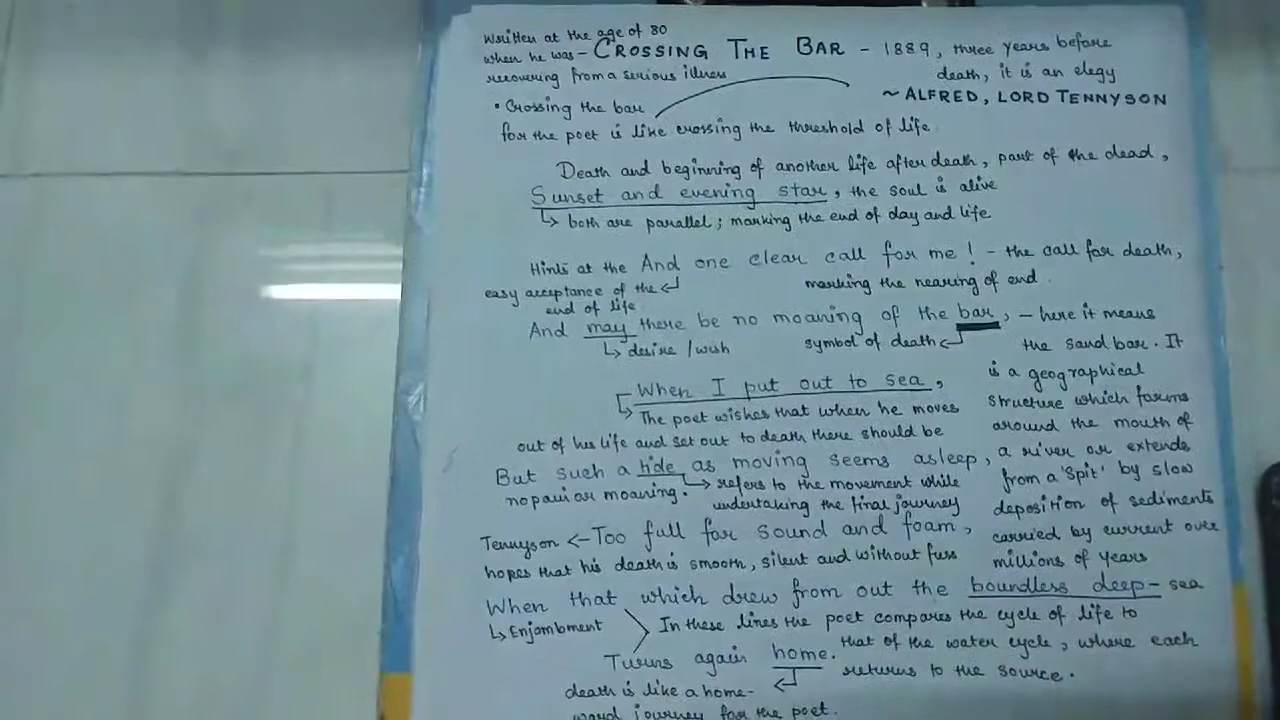 Written at the age of 80
when he was – CROSSING THE BAR – 1889, three years before
recovering from a serious illness death, it is an elegy
• Crossing the bar ~ ALFRED, LORD TENNYSON
for the poet is like crossing the threshold of life.
Death and beginning of another life after death, part of the dead,
Sunset and evening star, the soul is alive
↳ both are parallel; marking the end of day and life
Hints at the And one clear call for me! – the call for death,
easy acceptance of the ↲ marking the nearing of end.
end of life.
And may there be no moaning of the bar, – here it means
↳ desire / wish symbol of death ↲ the sand bar. It
When I put out to sea, is a geographical
↳ The poet wishes that when he moves structure which forms
out of his life and set out to death there should be around the mouth of
But such a tide as moving seems asleep, a river or extends
no pain or moaning. ↳ refers to the movement while from a 'spit' by slow
undertaking the final journey deposition of sediments
Tennyson <– Too full for sound and foam, carried by current over
hopes that his death is smooth, silent and without fuss millions of years
When that which drew from out the boundless deep – sea
↳ Enjambment In these lines the poet compares the cycle of life to
Turns again home. that of the water cycle, where each
death is like a home- ↲ returns to the source.
ward journey for the poet.